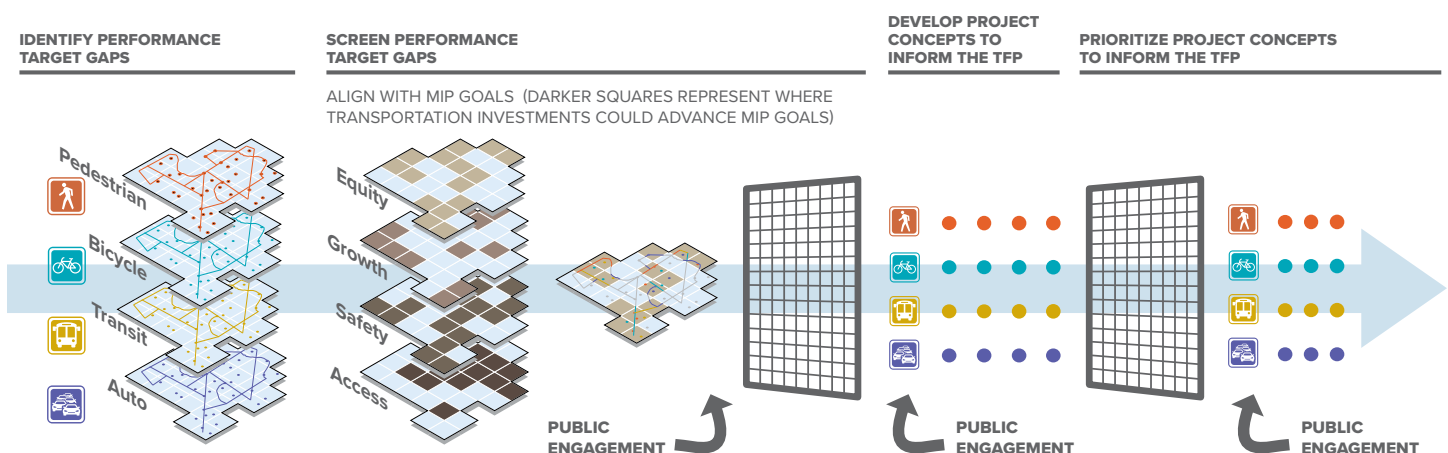 IDENTIFY PERFORMANCE
TARGET GAPS
SCREEN PERFORMANCE
TARGET GAPS
ALIGN WITH MIP GOALS (DARKER SQUARES REPRESENT WHERE
TRANSPORTATION INVESTMENTS COULD ADVANCE MIP GOALS)
DEVELOP PROJECT
CONCEPTS TO
INFORM THE TFP
PRIORITIZE PROJECT CONCEPTS
TO INFORM THE TFP
Pedestrian
Bicycle
Transit
Auto
Equity
Growth
Safety
Access
PUBLIC
ENGAGEMENT
PUBLIC
ENGAGEMENT
PUBLIC
ENGAGEMENT